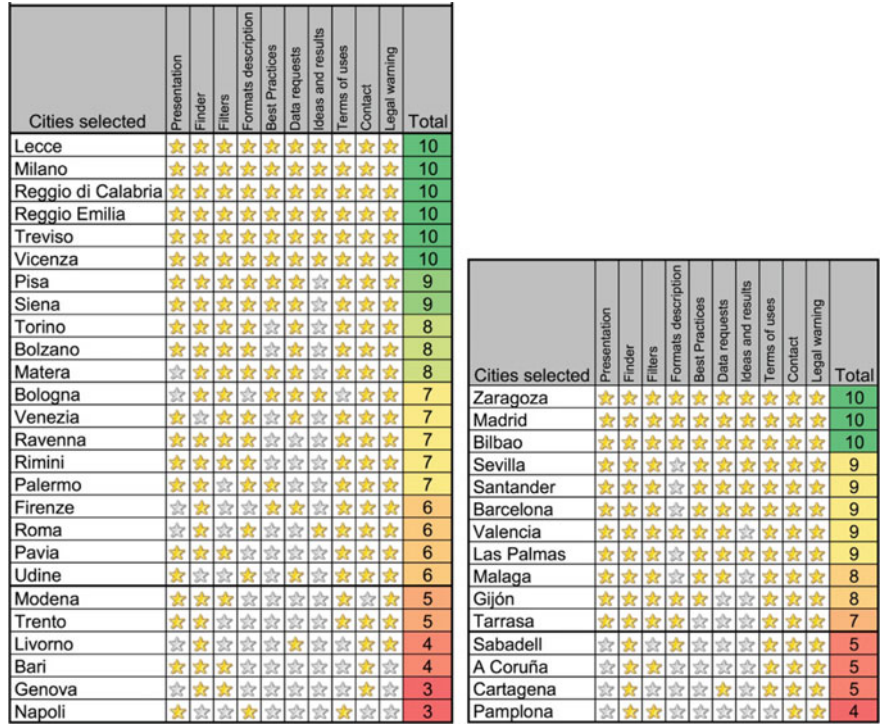 Cities selected Presentation Finder Filters Formats description Best Practices Data requests Ideas and results Terms of uses Contact Legal warning Total
Lecce 10
Milano 10
Reggio di Calabria 10
Reggio Emilia 10
Treviso 10
Vicenza 10
Pisa 9
Siena 9
Torino 8
Bolzano 8
Matera 8
Bologna 7
Venezia 7
Ravenna 7
Rimini 7
Palermo 7
Firenze 6
Roma 6
Pavia 6
Udine 6
Modena 5
Trento 5
Livorno 4
Bari 4
Genova 3
Napoli 3
Cities selected Presentation Finder Filters Formats description Best Practices Data requests Ideas and results Terms of uses Contact Legal warning Total
Zaragoza 10
Madrid 10
Bilbao 10
Sevilla 9
Santander 9
Barcelona 9
Valencia 9
Las Palmas 9
Malaga 8
Gijón 8
Tarrasa 7
Sabadell 5
A Coruña 5
Cartagena 5
Pamplona 4